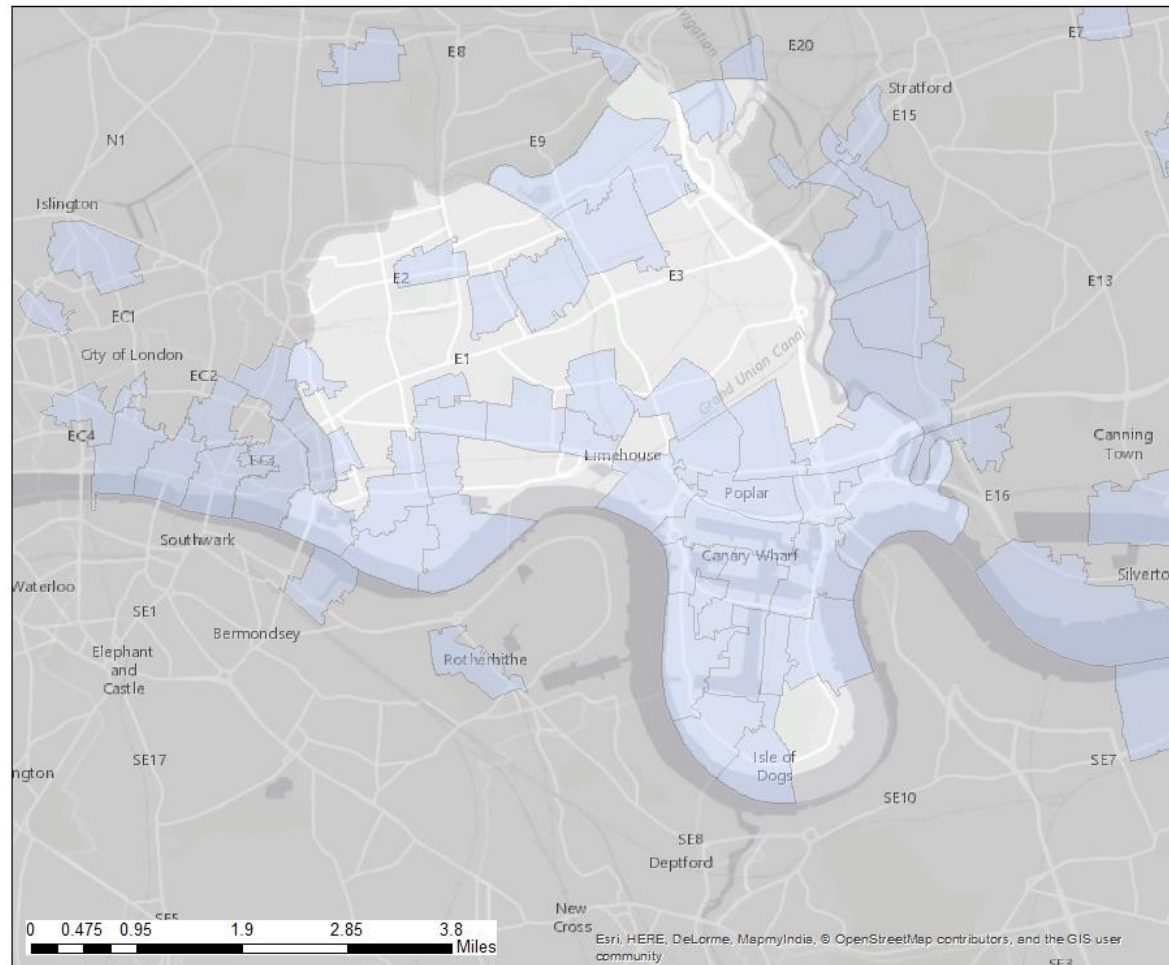 E8
E20
E7
Stratford
E15
N1
E9
Islington
E2
E3
E13
EC1
City of London
E1
EC2
Grand Union Canal
EC4
EC3
Limehouse
Canning
Town
Poplar
E16
Southwark
Canary Wharf
Waterloo
Silverto
SE1
Bermondsey
Rotherhithe
Elephant
and
Castle
SE17
Isle of
Dogs
SE7
ngton
SE10
SE8
Deptford
New
Cross
SE5
0 0.475 0.95 1.9 2.85 3.8
Miles
Esri, HERE, DeLorme, MapmyIndia, © OpenStreetMap contributors, and the GIS user
community
SE3